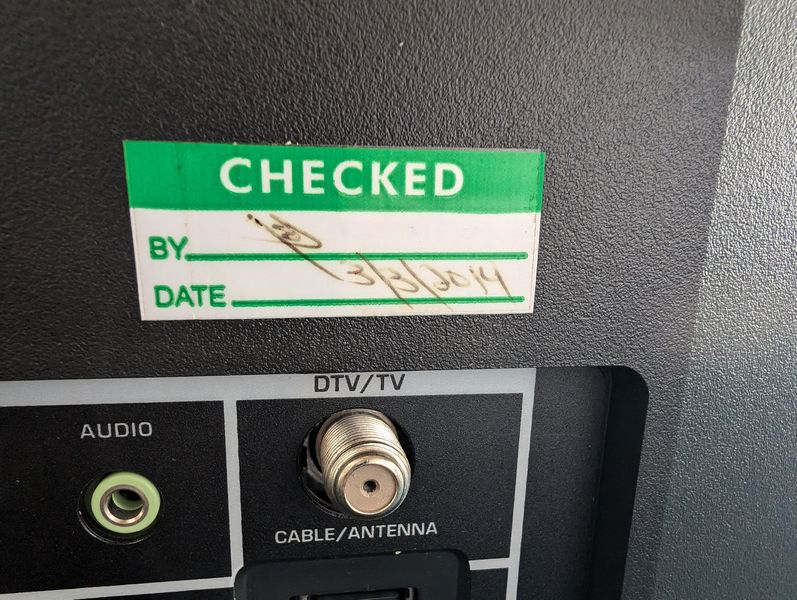 CHECKED
BY
DATE 3/3/2014
DTV/TV
AUDIO
CABLE/ANTENNA